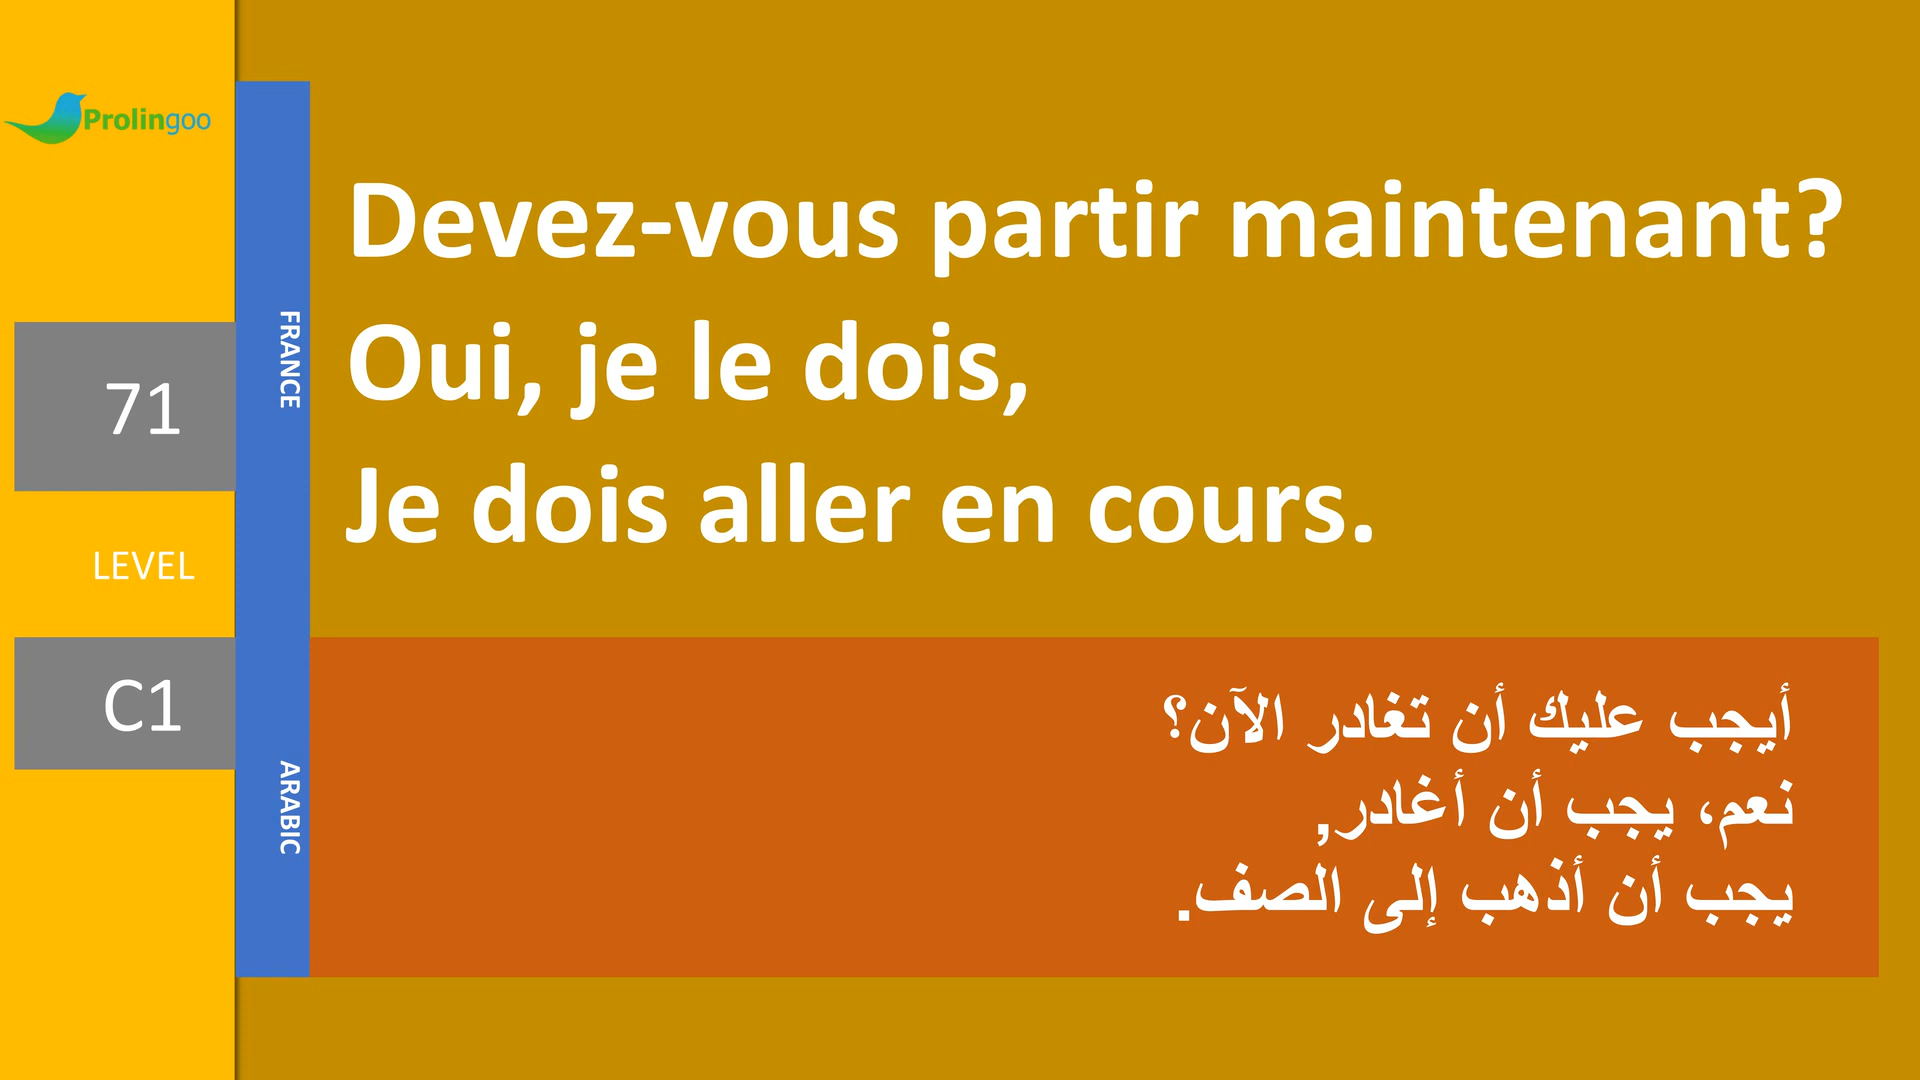 Prolingoo
71
LEVEL
C1
FRANCE
ARABIC
Devez-vous partir maintenant?
Oui, je le dois,
Je dois aller en cours.
أيجب عليك أن تغادر الآن؟
نعم، يجب أن أغادر,
يجب أن أذهب إلى الصف.